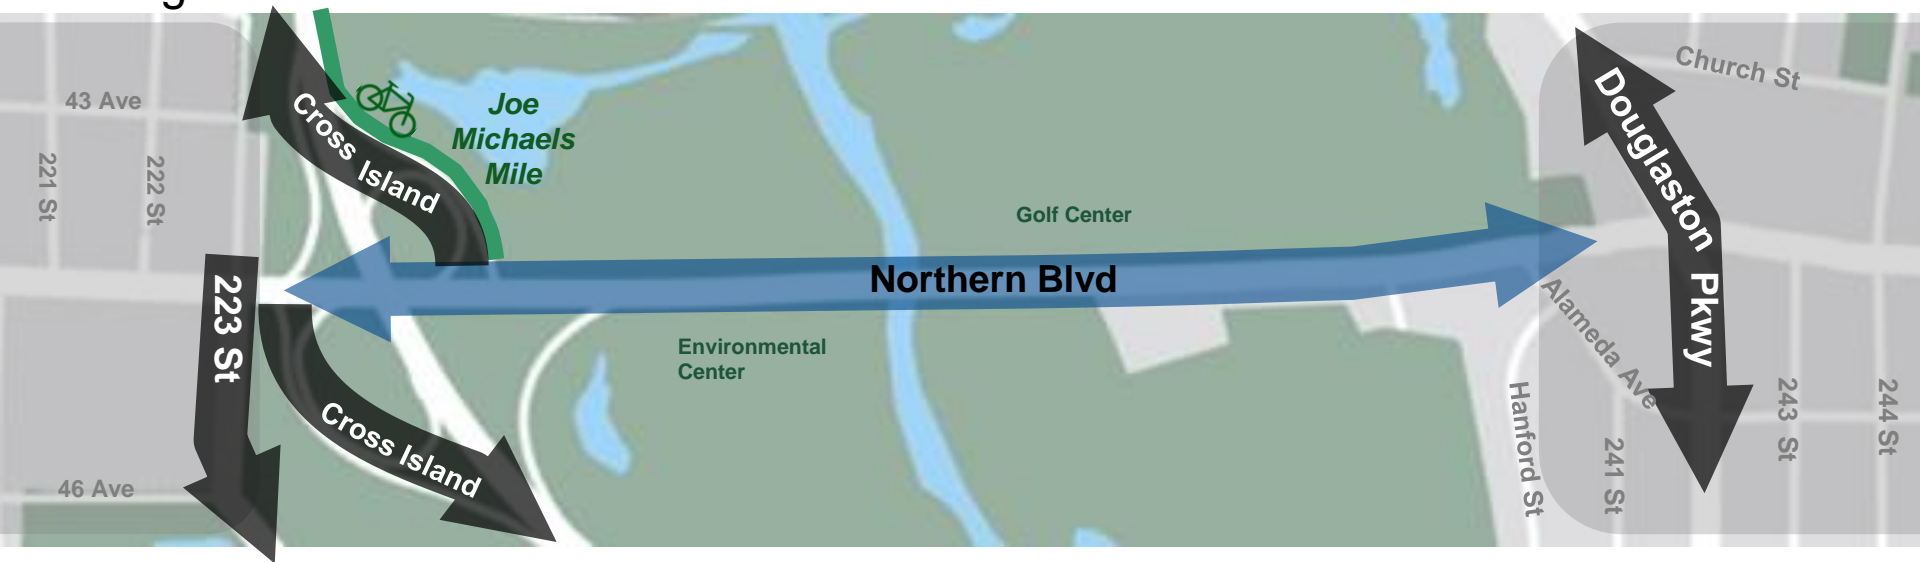 43 Ave
221 St
222 St
Cross Island
Joe
Michaels
Mile
Golf Center
Northern Blvd
Environmental
Center
223 St
Cross Island
46 Ave
Church St
Douglaston Pkwy
Alameda Ave
Hanford St
241 St
243 St
244 St